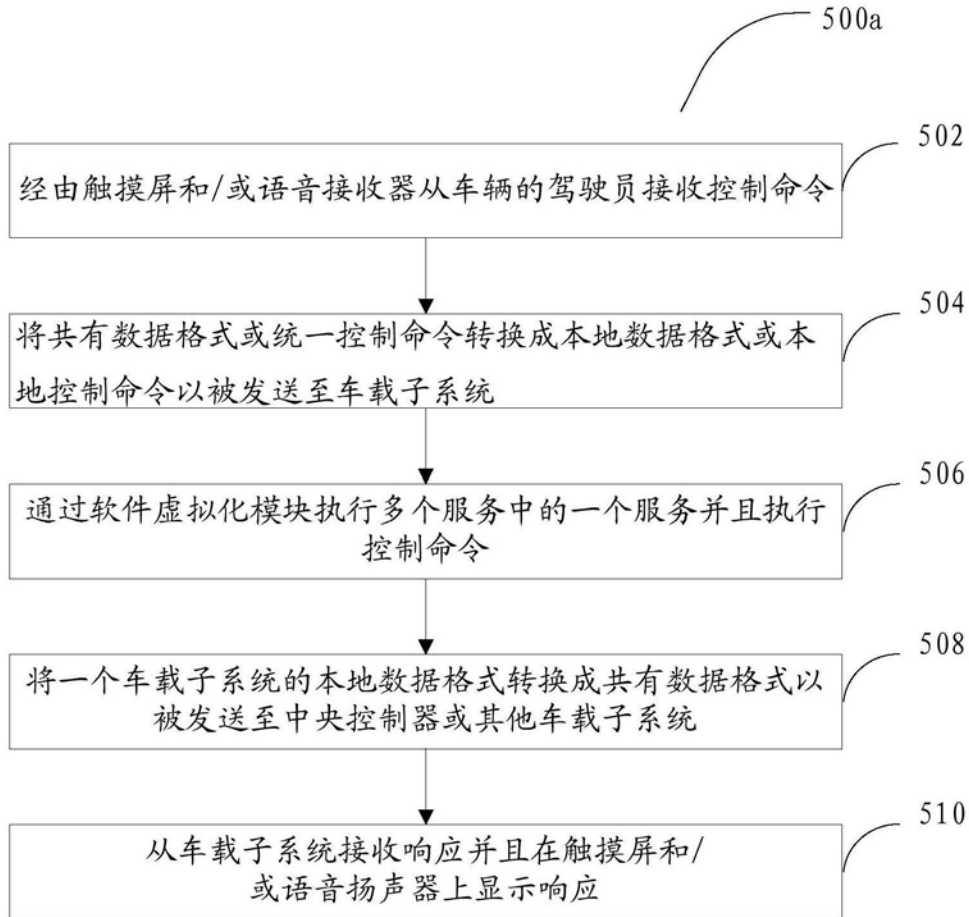 500a
502
经由触摸屏和/或语音接收器从车辆的驾驶员接收控制命令
504
将共有数据格式或统一控制命令转换成本地数据格式或本
地控制命令以被发送至车载子系统
506
通过软件虚拟化模块执行多个服务中的一个服务并且执行
控制命令
508
将一个车载子系统的本地数据格式转换成共有数据格式以
被发送至中央控制器或其他车载子系统
510
从车载子系统接收响应并且在触摸屏和/
或语音扬声器上显示响应